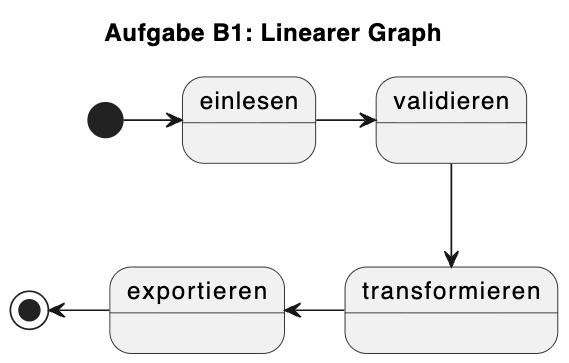 Aufgabe B1: Linearer Graph
einlesen
validieren
exportieren
transformieren